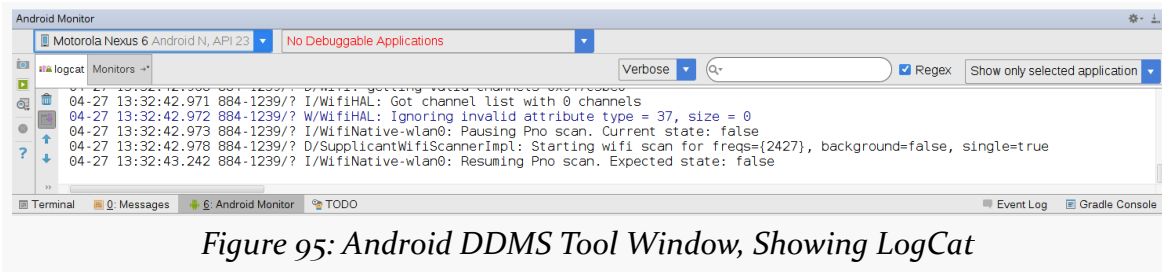 Android Monitor
Motorola Nexus 6 Android N, API 23 No Debuggable Applications
logcat Monitors Verbose Regex Show only selected application
04-27 13:32:42.971 884-1239/? I/WifiHAL: Got channel list with 0 channels
04-27 13:32:42.972 884-1239/? W/WifiHAL: Ignoring invalid attribute type = 37, size = 0
04-27 13:32:42.973 884-1239/? I/WifiNative-wlan0: Pausing Pno scan. Current state: false
04-27 13:32:42.978 884-1239/? D/SupplicantWifiScannerImpl: Starting wifi scan for freqs={2427}, background=false, single=true
04-27 13:32:43.242 884-1239/? I/WifiNative-wlan0: Resuming Pno scan. Expected state: false
Terminal 0: Messages 6: Android Monitor TODO Event Log Gradle Console
Figure 95: Android DDMS Tool Window, Showing LogCat